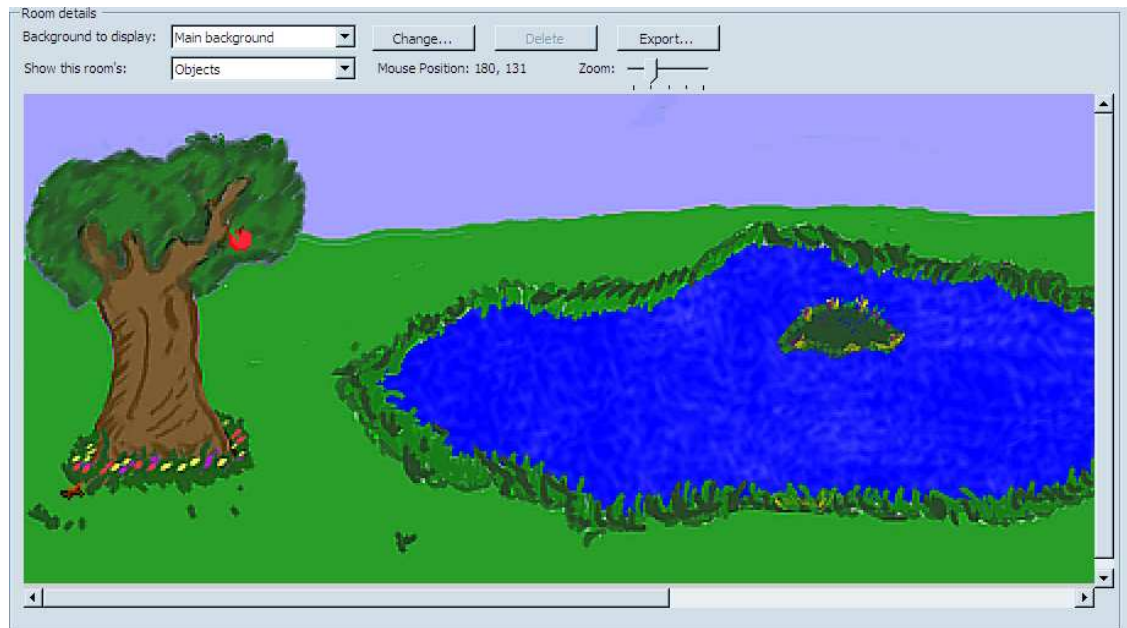 Room details
Background to display: Main background Change... Delete Export...
Show this room's: Objects Mouse Position: 180, 131 Zoom: